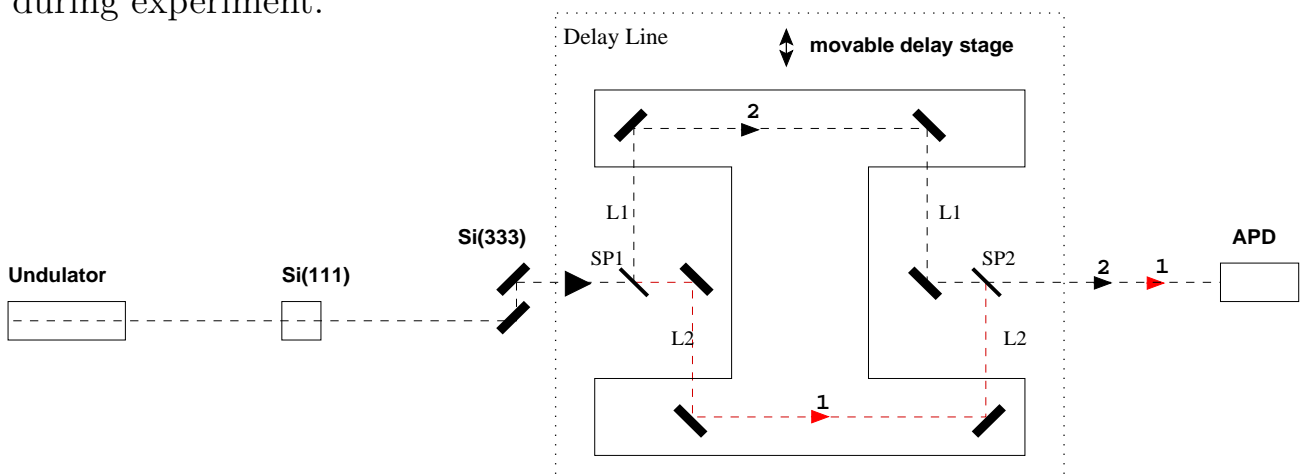 during experiment.
Delay Line
movable delay stage
2
L1
L1
Si(333)
APD
SP1
SP2
Undulator
Si(111)
2
1
L2
L2
1